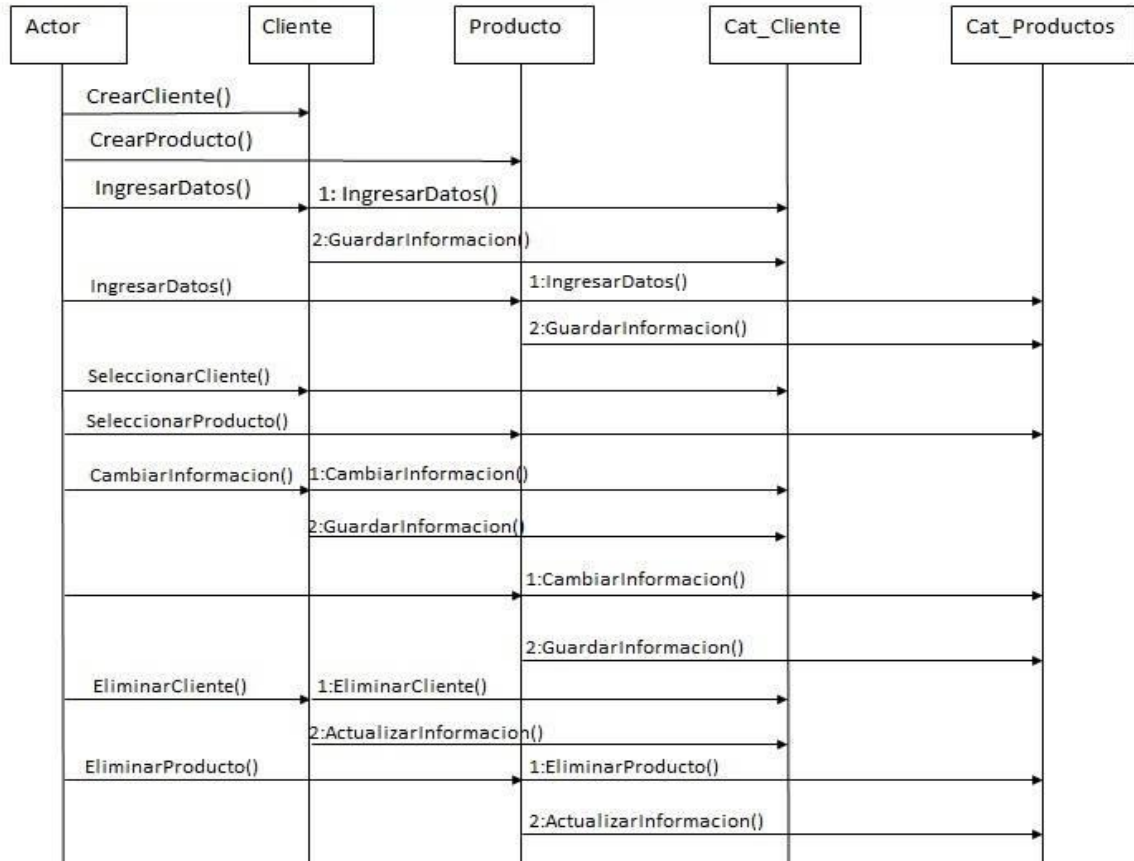 Actor
Cliente
Producto
Cat_Cliente
Cat_Productos
CrearCliente()
CrearProducto()
IngresarDatos()
1: IngresarDatos()
2:GuardarInformacion()
IngresarDatos()
1:IngresarDatos()
2:GuardarInformacion()
SeleccionarCliente()
SeleccionarProducto()
CambiarInformacion()
1:CambiarInformacion()
2:GuardarInformacion()
1:CambiarInformacion()
2:GuardarInformacion()
EliminarCliente()
1:EliminarCliente()
2:ActualizarInformacion()
EliminarProducto()
1:EliminarProducto()
2:ActualizarInformacion()